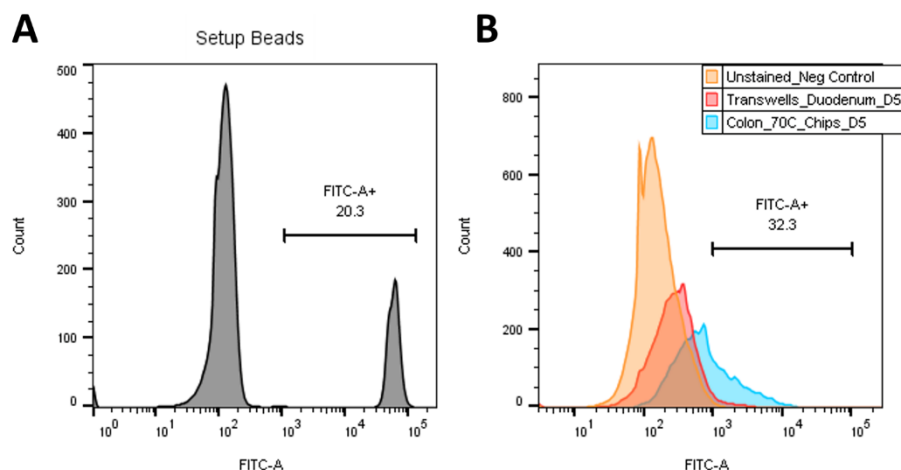 A
Setup Beads
500
400
300
200
100
0
Count
FITC-A+
20.3
10^0
10^1
10^2
10^3
10^4
10^5
FITC-A
B
Unstained_Neg Control
Transwells_Duodenum_D5
Colon_70C_Chips_D5
800
600
400
200
0
Count
FITC-A+
32.3
10^1
10^2
10^3
10^4
10^5
FITC-A